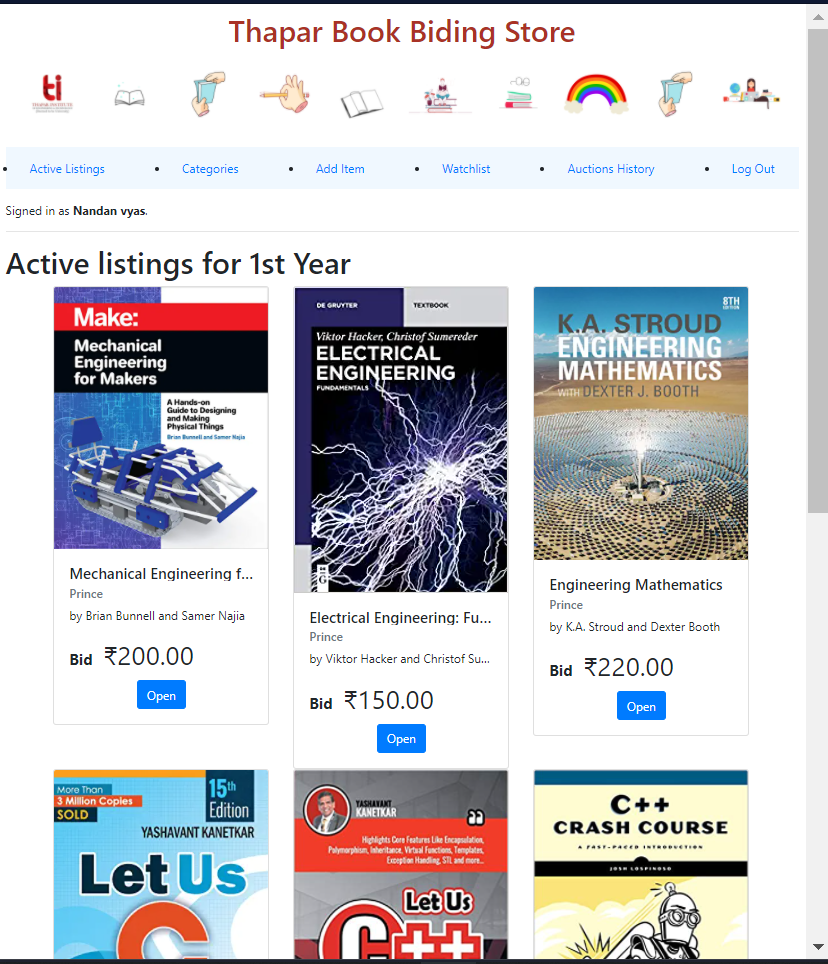 Thapar Book Biding Store
ti
THAPAR INSTITUTE
Active Listings
Categories
Add Item
Watchlist
Auctions History
Log Out
Signed in as Nandan vyas.
Active listings for 1st Year
Make:
Mechanical
Engineering
for Makers
A Hands-on
Guide to Designing
and Making
Physical Things
Brian Bunnell and Samer Najia
Mechanical Engineering f...
Prince
by Brian Bunnell and Samer Najia
Bid ₹200.00
Open
DE GRUYTER
TEXTBOOK
Viktor Hacker, Christof Sumereder
ELECTRICAL
ENGINEERING
FUNDAMENTALS
DE
G
Electrical Engineering: Fu...
Prince
by Viktor Hacker and Christof Su...
Bid ₹150.00
Open
8TH
EDITION
K.A. STROUD
ENGINEERING
MATHEMATICS
WITH DEXTER J. BOOTH
Engineering Mathematics
Prince
by K.A. Stroud and Dexter Booth
Bid ₹220.00
Open
More Than
3 Million Copies
SOLD
15th
Edition
YASHAVANT KANETKAR
Let Us
C
YASHAVANT
KANETKAR
Highlights Core Features Like Encapsulation,
Polymorphism, Inheritance, Virtual Functions, Templates,
Exception Handling, STL and more...
Let Us
C++
C++
CRASH COURSE
A FAST-PACED INTRODUCTION
JOSH LOSPINOSO